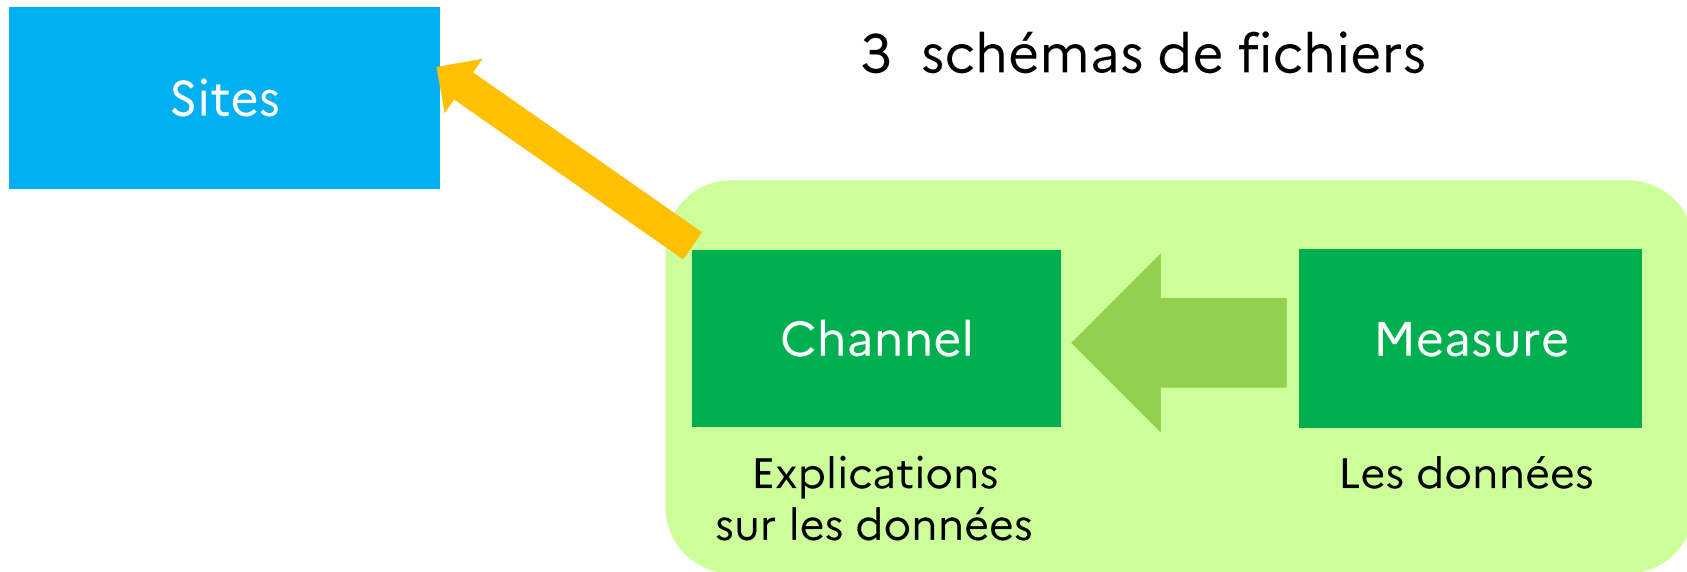 3 schémas de fichiers
Sites
Channel
Measure
Explications
sur les données
Les données